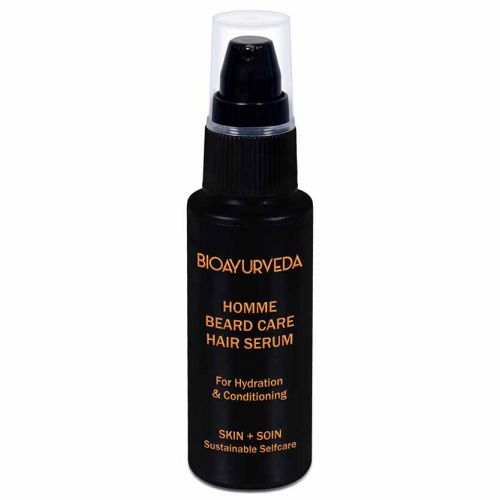 BIOAYURVEDA
HOMME
BEARD CARE
HAIR SERUM
For Hydration
& Conditioning
SKIN + SOIN
Sustainable Selfcare